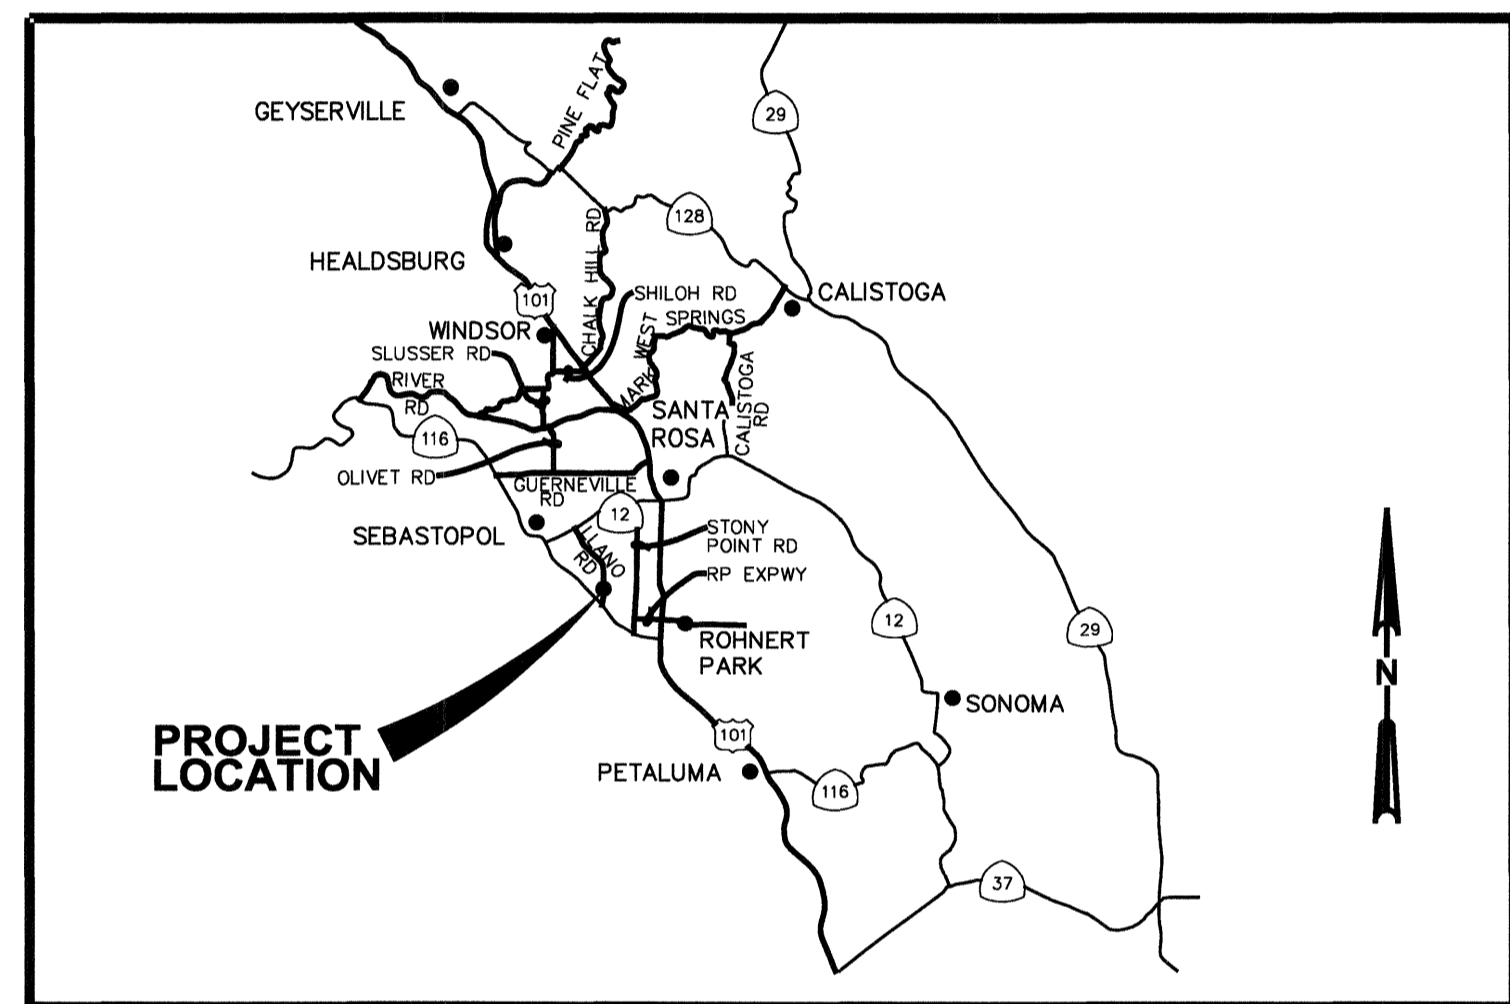 PINE FLAT
29
GEYSERVILLE
128
CHALK HILL RD
HEALDSBURG
101
SHILOH RD
CALISTOGA
WINDSOR
MARK WEST SPRINGS
SLUSSER RD
RIVER
RD
CALISTOGA
RD
SANTA
ROSA
116
OLIVET RD
GUERNEVILLE
RD
12
SEBASTOPOL
STONY
POINT RD
LLANO
RD
RP EXPWY
12
29
ROHNERT
PARK
N
SONOMA
PROJECT
LOCATION
101
PETALUMA
116
37